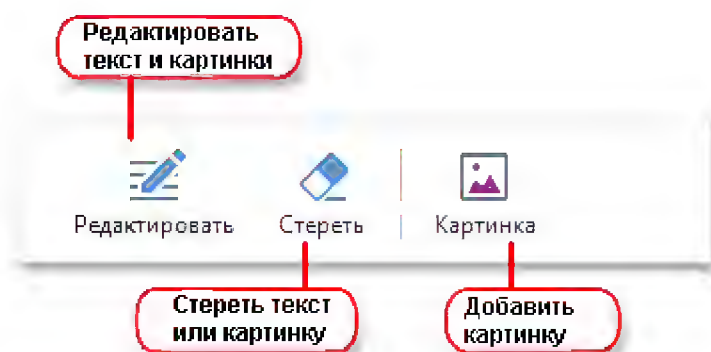 Редактировать
текст и картинки
Редактировать
Стереть
Картинка
Стереть текст
или картинку
Добавить
картинку